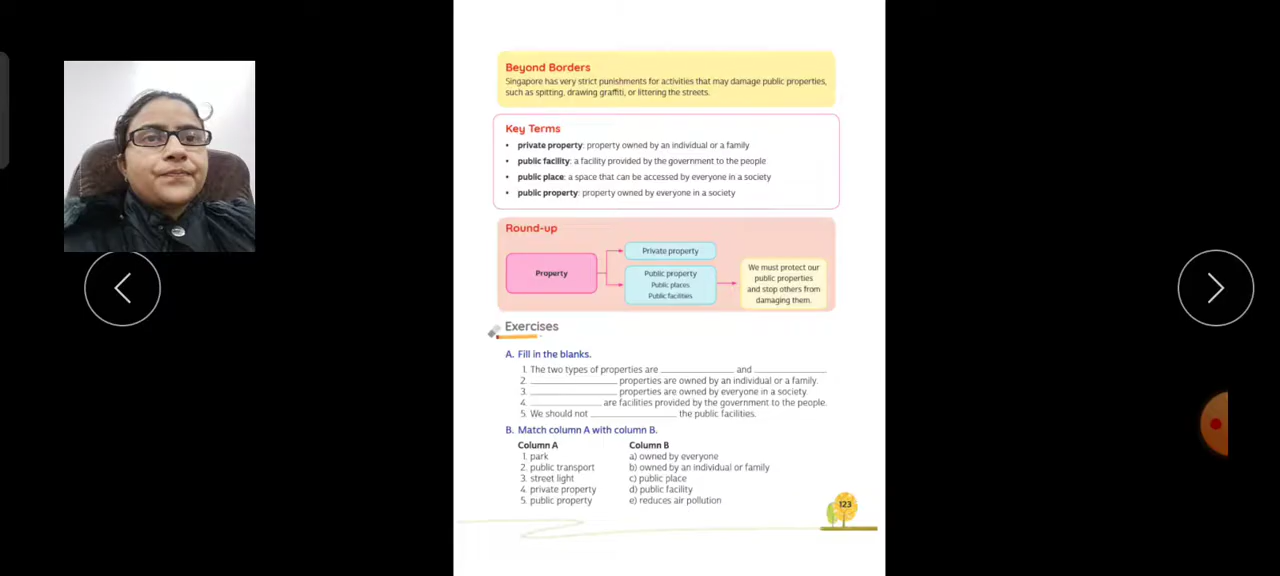 Beyond Borders
Singapore has very strict punishments for activities that may damage public properties,
such as spitting, drawing graffiti, or littering the streets.
Key Terms
• private property: property owned by an individual or a family
• public facility: a facility provided by the government to the people
• public place: a space that can be accessed by everyone in a society
• public property: property owned by everyone in a society
Round-up
Property
Private property
Public property
Public places
Public facilities
We must protect our
public properties
and stop others from
damaging them.
Exercises
A. Fill in the blanks.
1. The two types of properties are _______________ and _______________
2. _______________ properties are owned by an individual or a family.
3. _______________ properties are owned by everyone in a society
4. _______________ are facilities provided by the government to the people.
5. We should not _______________ the public facilities.
B. Match column A with column B.
Column A Column B
1. park a) owned by everyone
2. public transport b) owned by an individual or family
3. street light c) public place
4. private property d) public facility
5. public property e) reduces air pollution
123